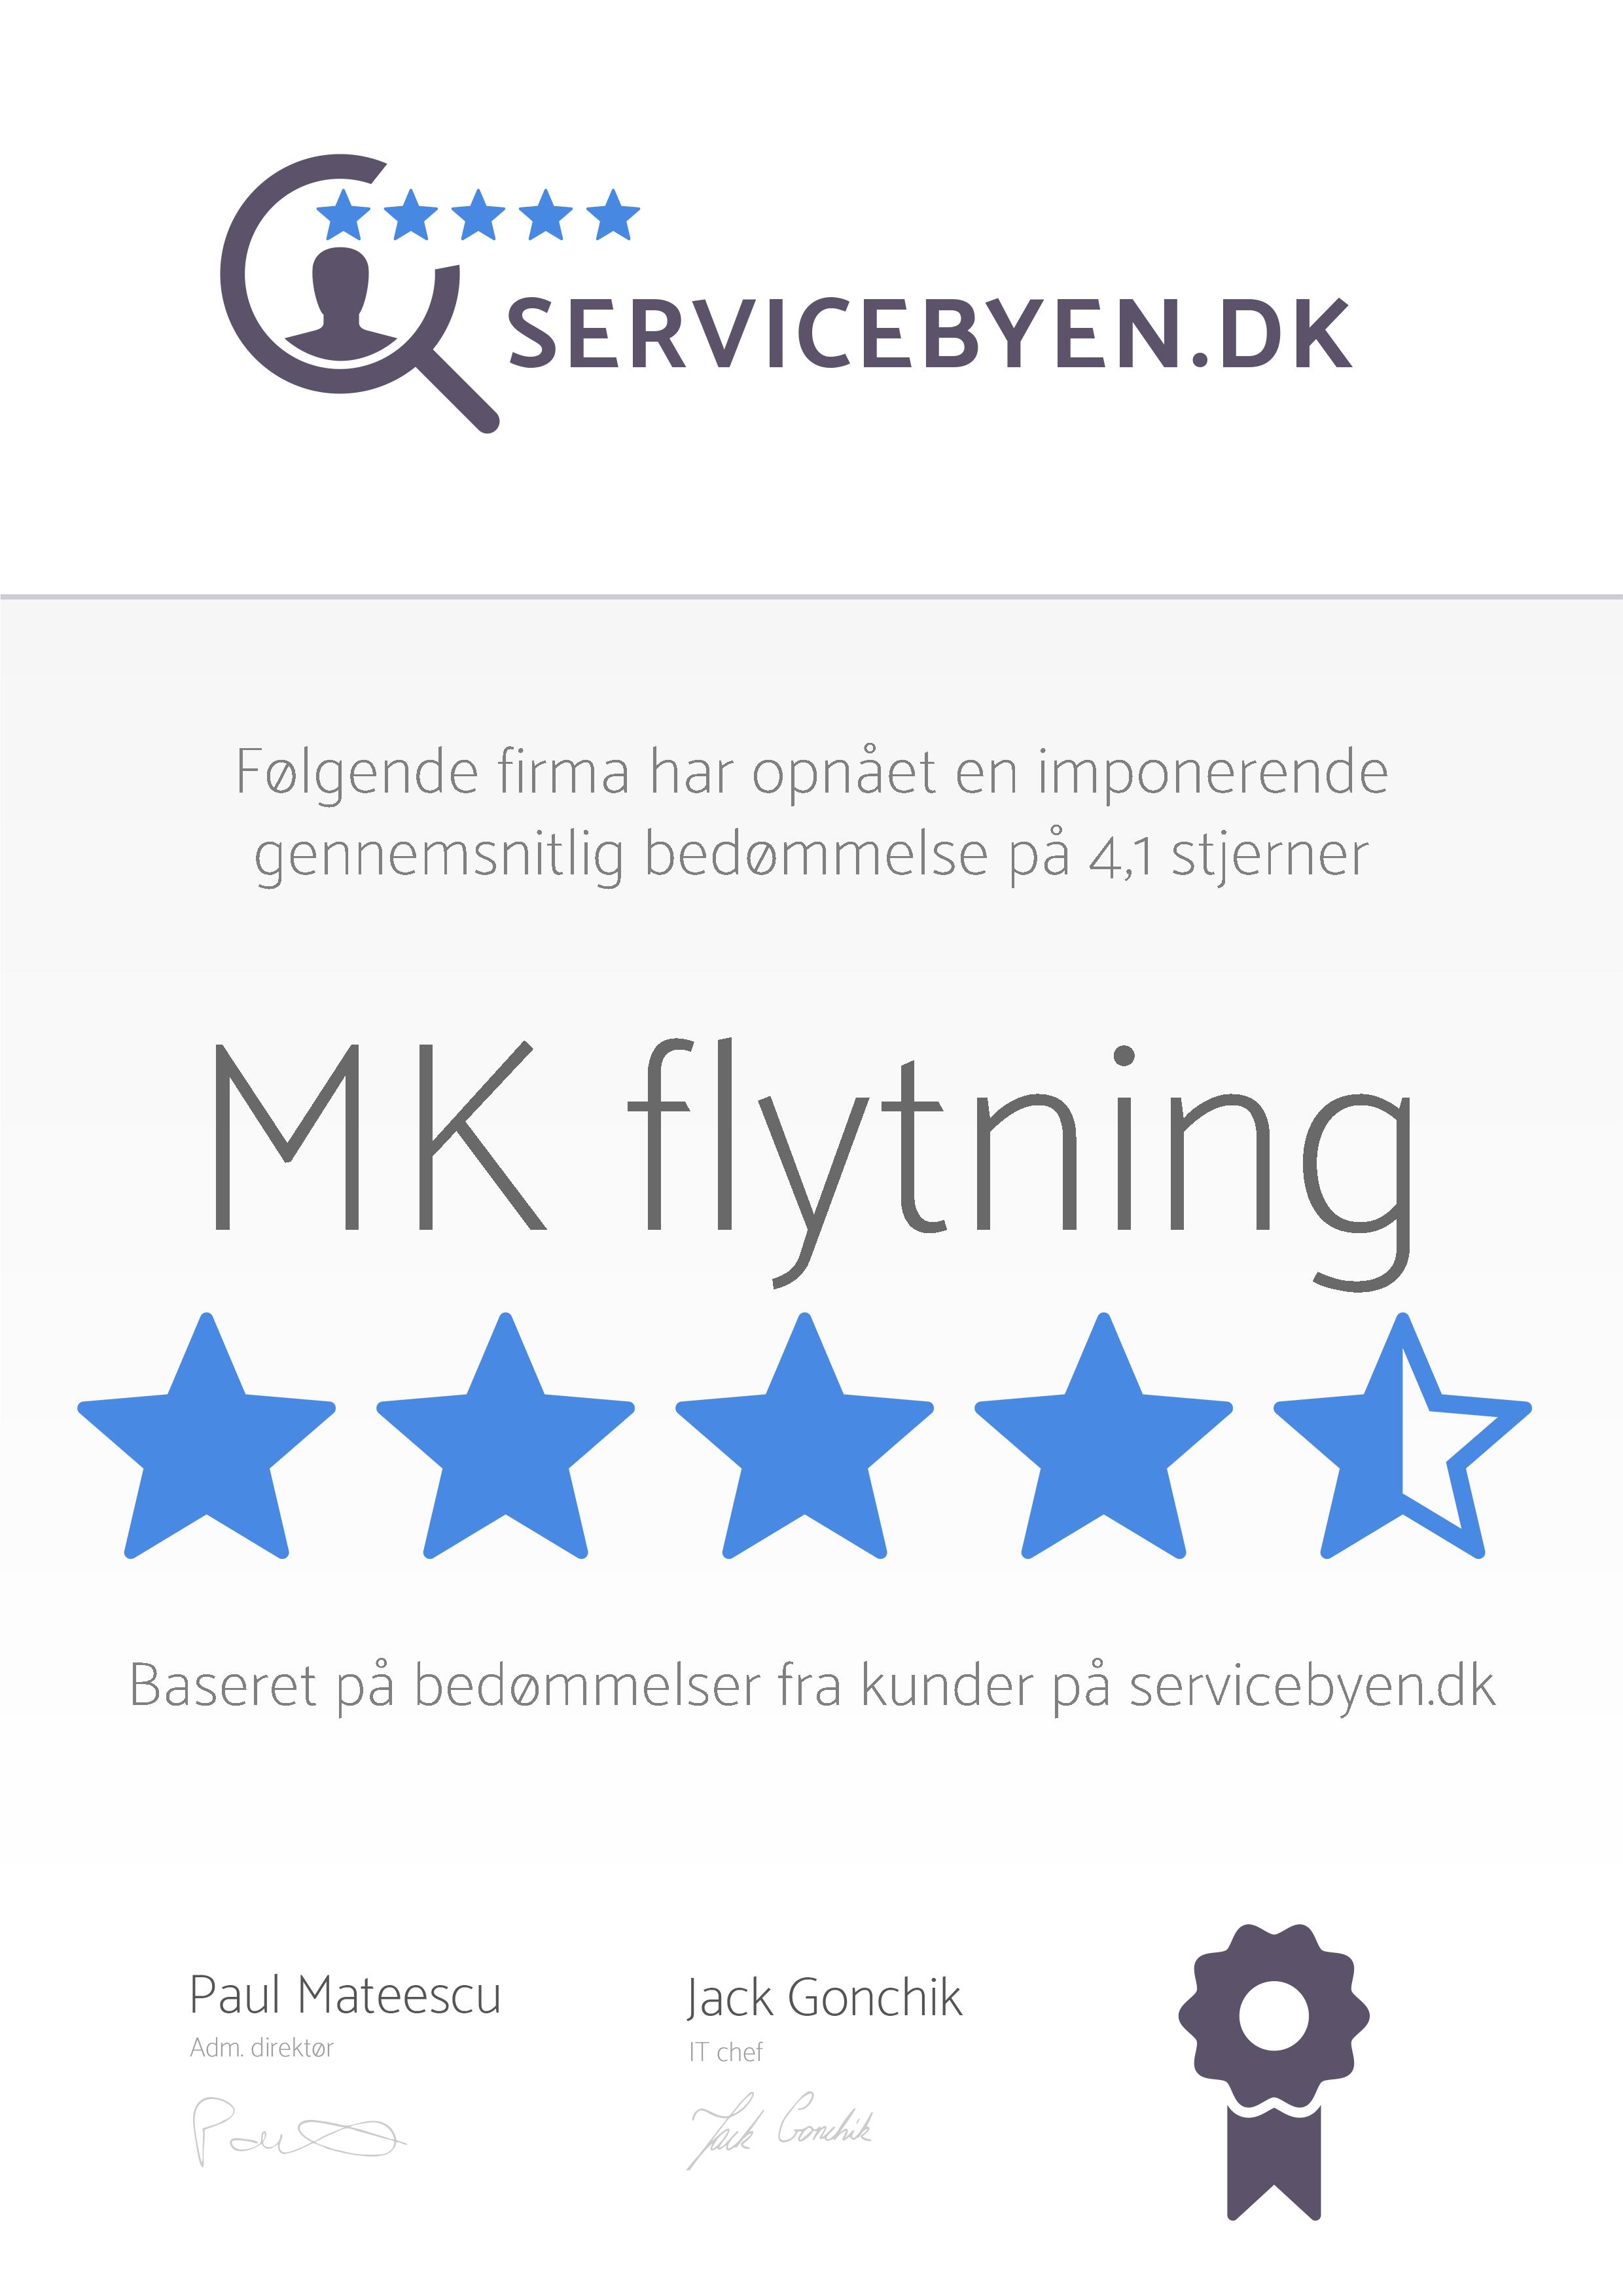 SERVICEBYEN.DK
Følgende firma har opnået en imponerende
gennemsnitlig bedømmelse på 4,1 stjerner
MK flytning
Baseret på bedømmelser fra kunder på servicebyen.dk
Paul Mateescu
Adm. direktør
Jack Gonchik
IT chef
Jack Gonchik